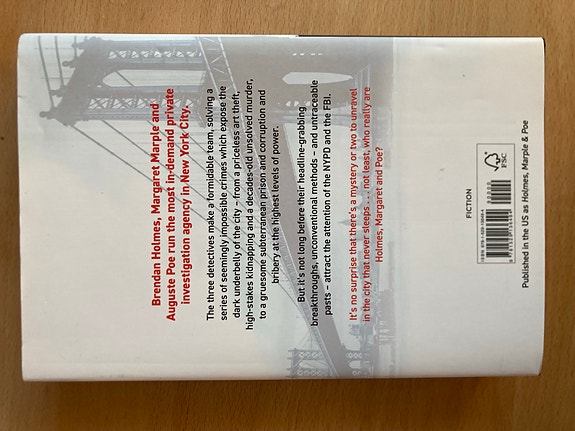 Brendan Holmes, Margaret Marple and
Auguste Poe run the most in-demand private
investigation agency in New York City.
The three detectives make a formidable team, solving a
series of seemingly impossible crimes which expose the
dark underbelly of the city – from a priceless art theft,
high-stakes kidnapping and a decades-old unsolved murder,
to a gruesome subterranean prison and corruption and
bribery at the highest levels of power.
But it's not long before their headline-grabbing
breakthroughs, unconventional methods – and untraceable
pasts – attract the attention of the NYPD and the FBI.
It's no surprise that there's a mystery or two to unravel
in the city that never sleeps . . . not least, who really are
Holmes, Margaret and Poe?
FICTION
90000
FSC
Published in the US as Holmes, Marple & Poe